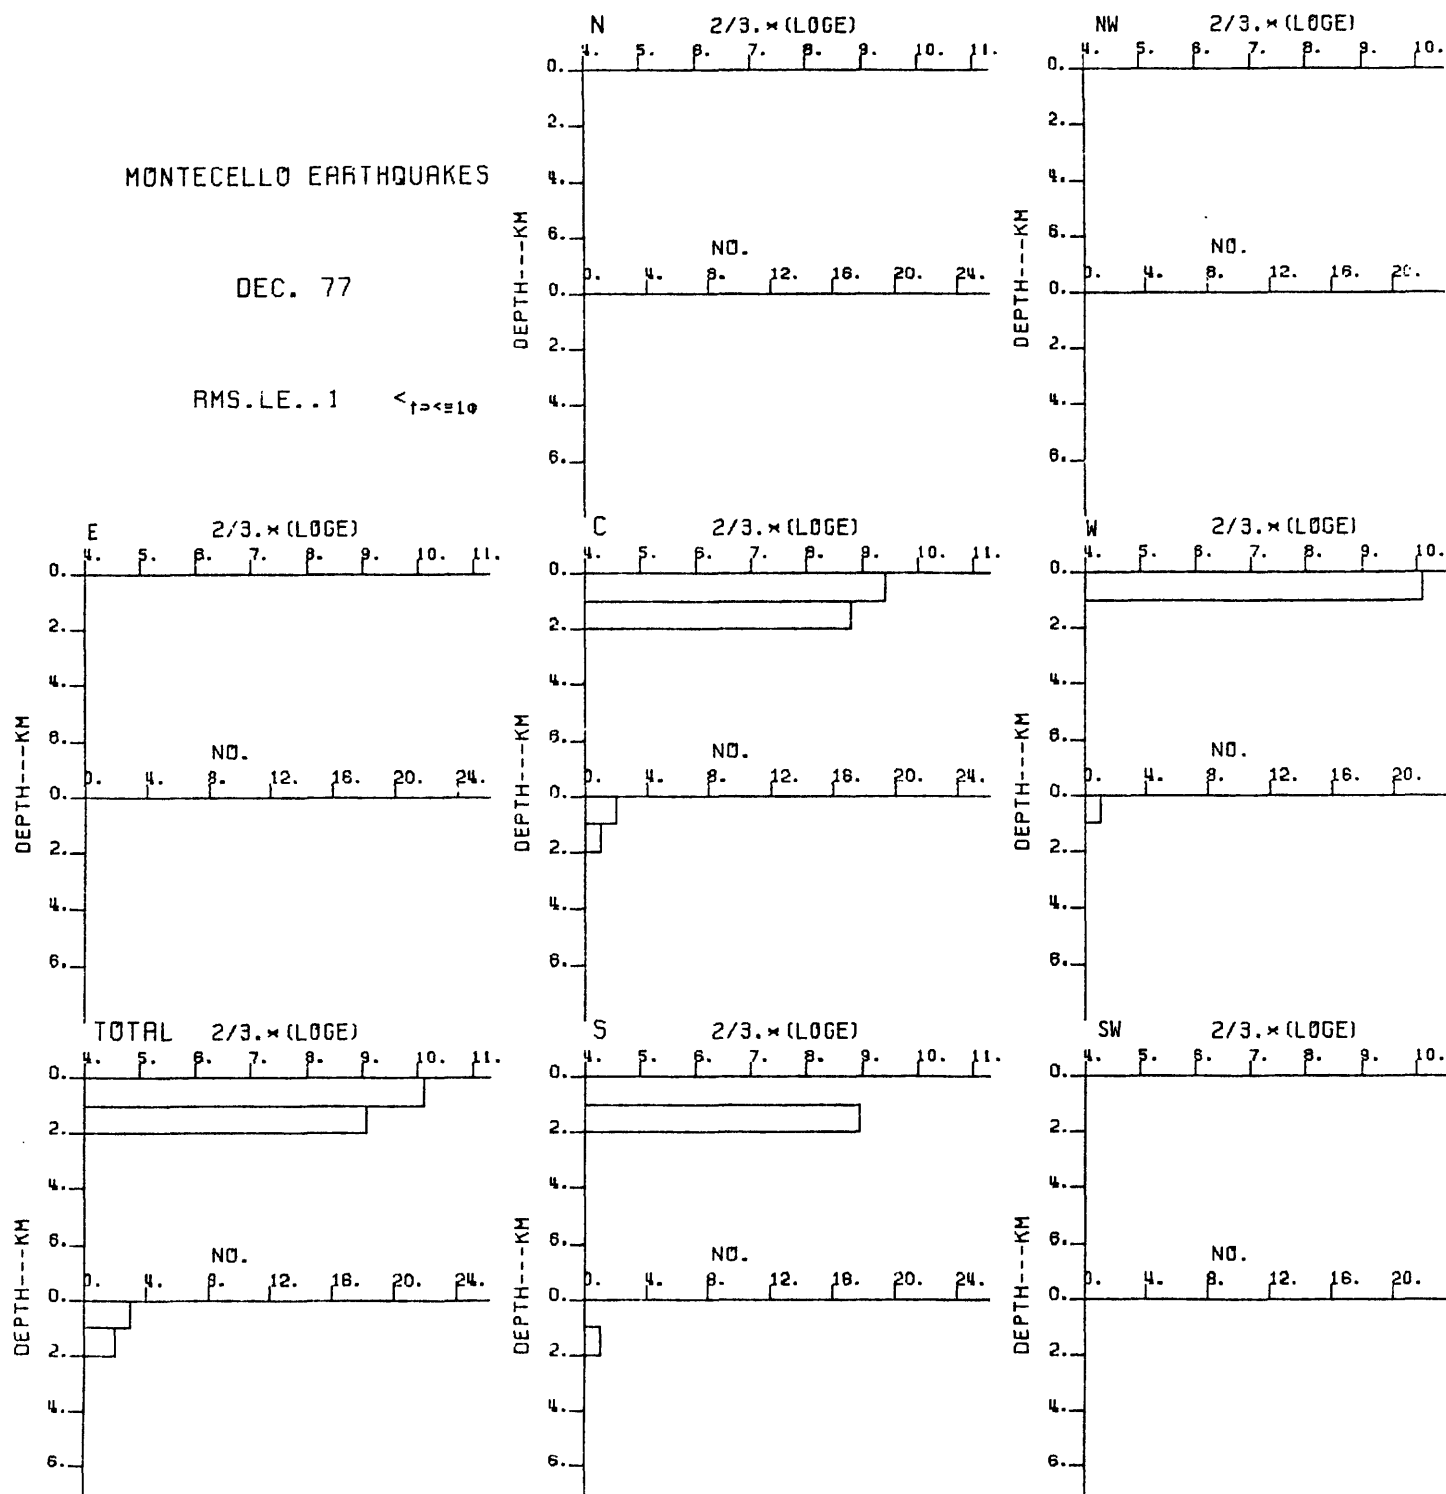 N 2/3.*(LOGE)
4. 5. 6. 7. 8. 9. 10. 11.
0.
2.
4.
6.
NO.
0. 4. 8. 12. 16. 20. 24.
0.
2.
4.
6.
DEPTH---KM
NW 2/3.*(LOGE)
4. 5. 6. 7. 8. 9. 10.
0.
2.
4.
6.
NO.
0. 4. 8. 12. 16. 20.
0.
2.
4.
6.
DEPTH---KM
MONTECELLO EARTHQUAKES
DEC. 77
RMS.LE..1
E 2/3.*(LOGE)
4. 5. 6. 7. 8. 9. 10. 11.
0.
2.
4.
6.
NO.
0. 4. 8. 12. 16. 20. 24.
0.
2.
4.
6.
DEPTH---KM
C 2/3.*(LOGE)
4. 5. 6. 7. 8. 9. 10. 11.
0.
2.
4.
6.
NO.
0. 4. 8. 12. 16. 20. 24.
0.
2.
4.
6.
DEPTH---KM
W 2/3.*(LOGE)
4. 5. 6. 7. 8. 9. 10.
0.
2.
4.
6.
NO.
0. 4. 8. 12. 16. 20.
0.
2.
4.
6.
DEPTH---KM
TOTAL 2/3.*(LOGE)
4. 5. 6. 7. 8. 9. 10. 11.
0.
2.
4.
6.
NO.
0. 4. 8. 12. 16. 20. 24.
0.
2.
4.
6.
DEPTH---KM
S 2/3.*(LOGE)
4. 5. 6. 7. 8. 9. 10. 11.
0.
2.
4.
6.
NO.
0. 4. 8. 12. 16. 20. 24.
0.
2.
4.
6.
DEPTH---KM
SW 2/3.*(LOGE)
4. 5. 6. 7. 8. 9. 10.
0.
2.
4.
6.
NO.
0. 4. 8. 12. 16. 20.
0.
2.
4.
6.
DEPTH---KM